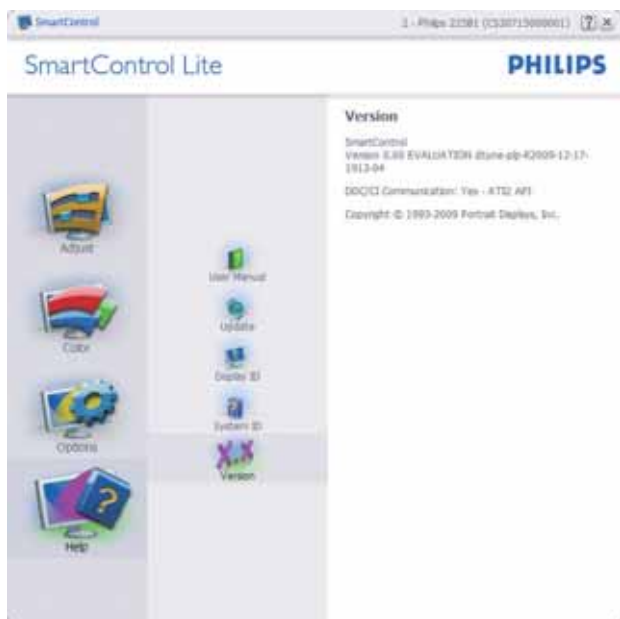 SmartControl
SmartControl Lite
PHILIPS
Adjust
Color
Options
Help
User Manual
Update
Display ID
System ID
Version
Version
SmartControl
EVALUATION
DDC/CI Communication: Yes - ATI2 API
Copyright © 1993-2009 Portrait Displays, Inc.